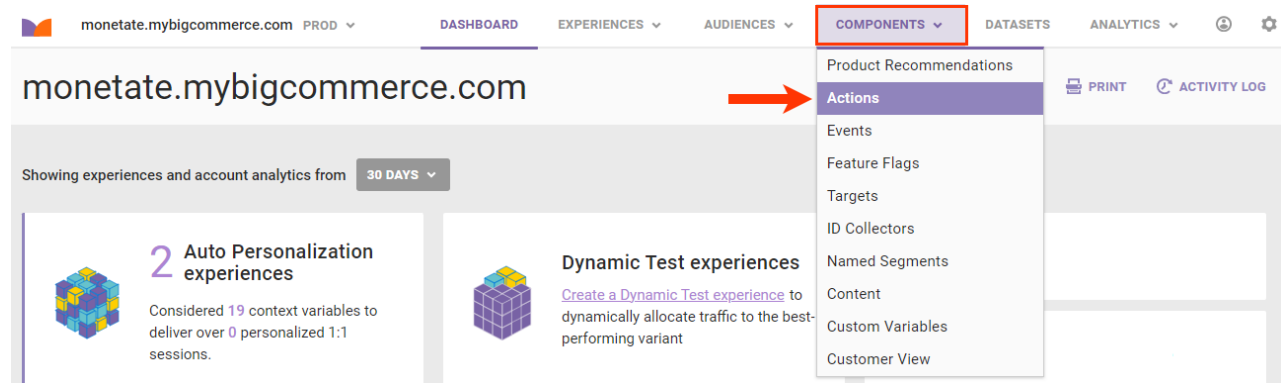 monetate.mybigcommerce.com PROD DASHBOARD EXPERIENCES AUDIENCES COMPONENTS DATASETS ANALYTICS
monetate.mybigcommerce.com
PRINT ACTIVITY LOG
Product Recommendations
Actions
Events
Feature Flags
Targets
ID Collectors
Named Segments
Content
Custom Variables
Customer View
Showing experiences and account analytics from 30 DAYS
2 Auto Personalization
experiences
Considered 19 context variables to
deliver over 0 personalized 1:1
sessions.
Dynamic Test experiences
Create a Dynamic Test experience to
dynamically allocate traffic to the best-
performing variant